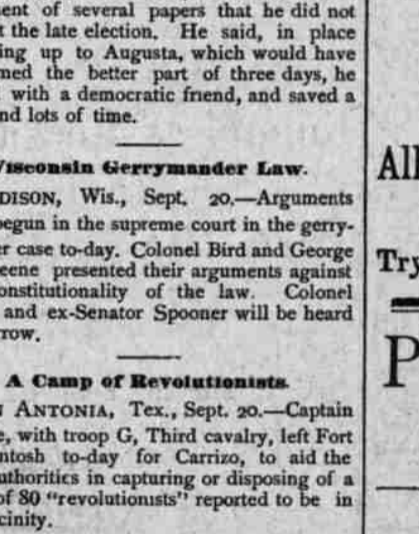 ent of several papers that he did not
t the late election. He said, in place
ing up to Augusta, which would have
med the better part of three days, he
with a democratic friend, and saved a
nd lots of time.
Wisconsin Gerrymander Law.
DISON, Wis., Sept. 20.—Arguments
begun in the supreme court in the gerry-
er case to-day. Colonel Bird and George
eene presented their arguments against
onstitutionality of the law. Colonel
and ex-Senator Spooner will be heard
rrow.
A Camp of Revolutionists.
ANTONIA, Tex., Sept. 20.—Captain
e, with troop G, Third cavalry, left Fort
ntosh to-day for Carrizo, to aid the
uthorities in capturing or disposing of a
of 80 "revolutionists" reported to be in
cinity.
All
Try
P